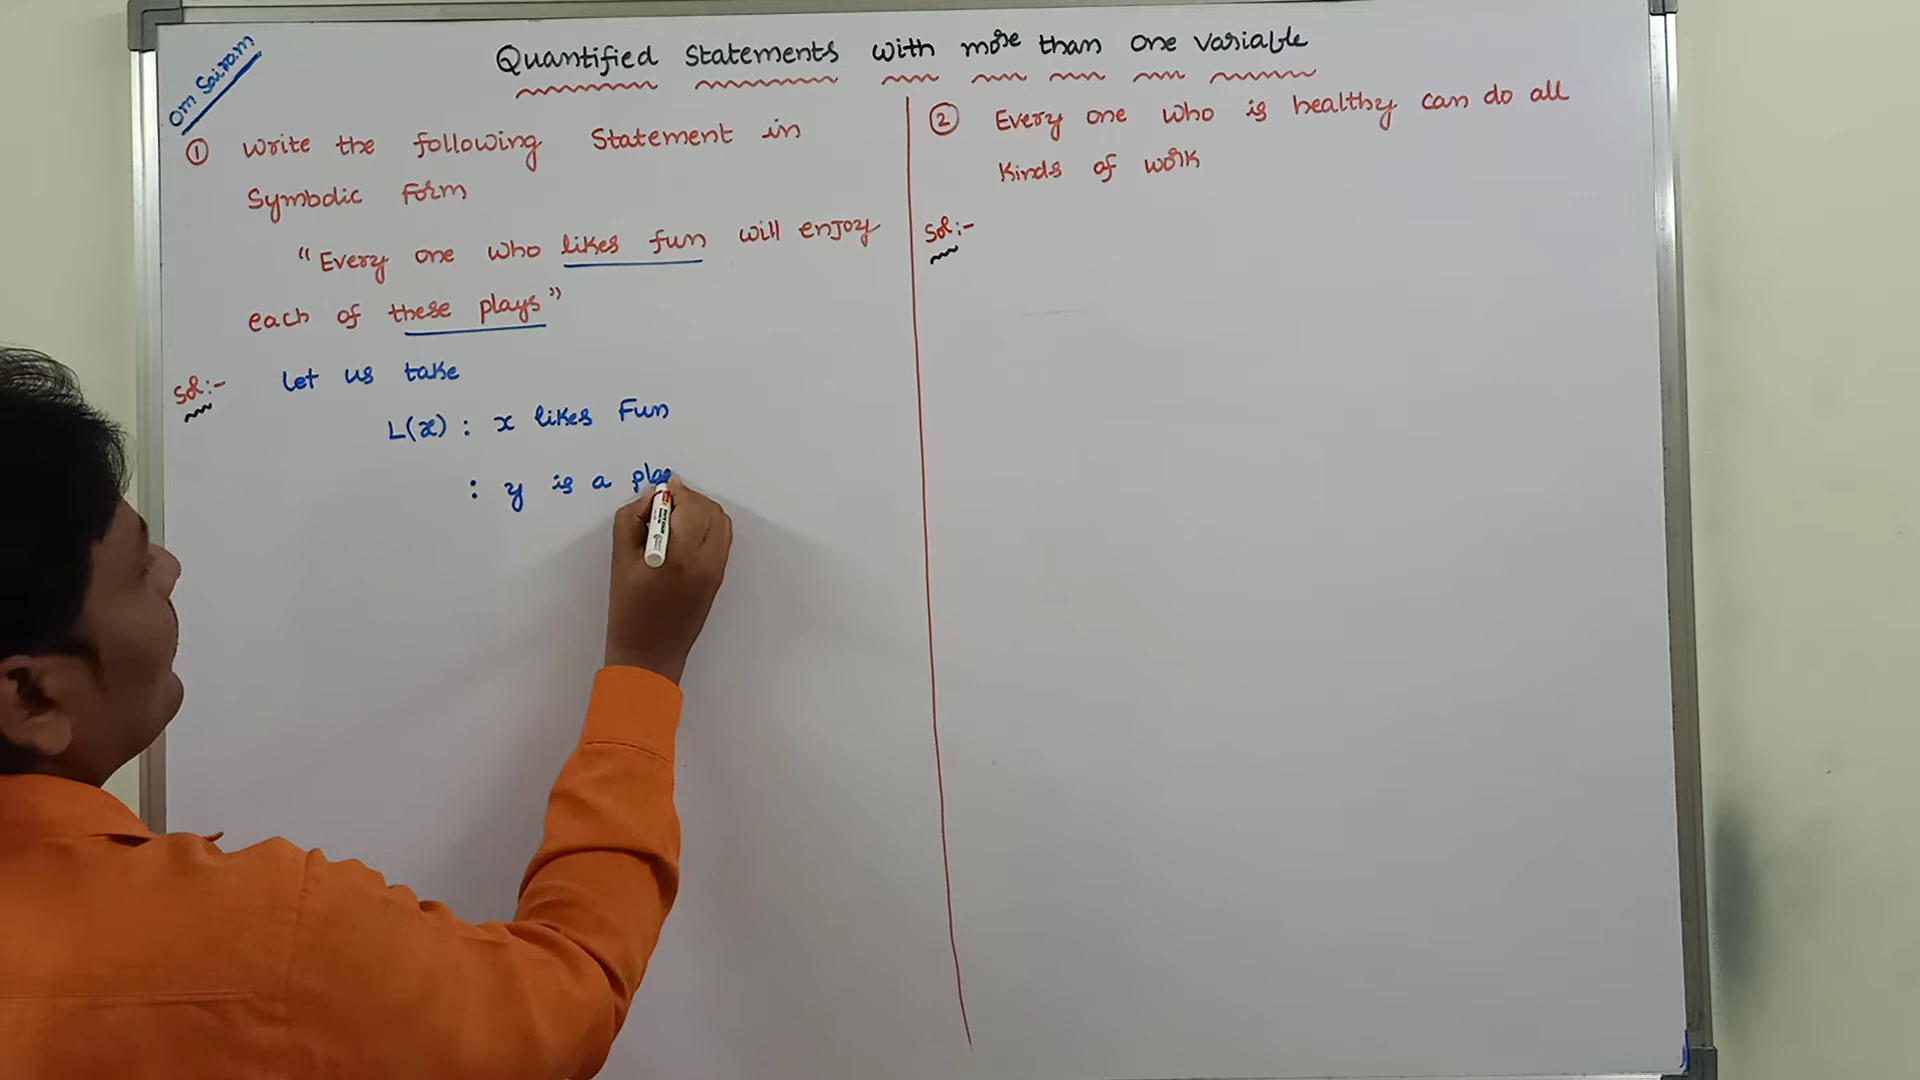 Om Sairam
Quantified Statements with more than one variable
① Write the following Statement in
Symbolic Form
"Every one who likes fun will enjoy
each of these plays"
Sol:- Let us take
L(x) : x likes Fun
: y is a pla
② Every one who is healthy can do all
Kinds of work
Sol:-